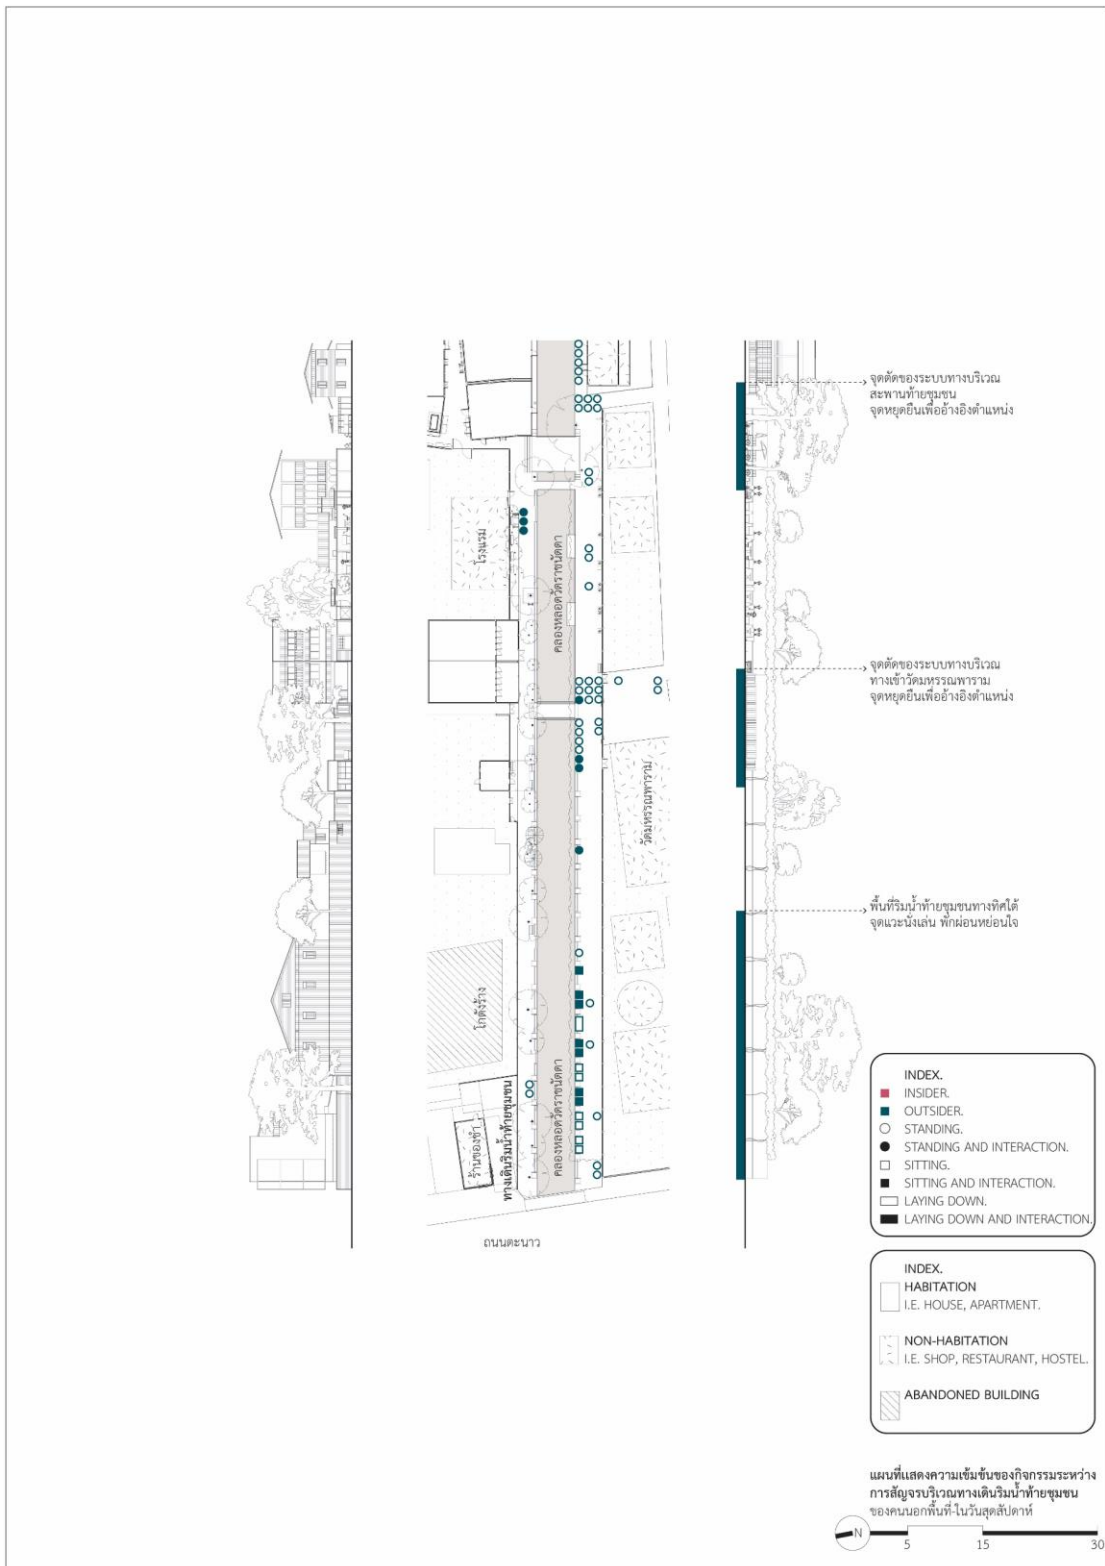 จุดตัดของระบบทางบริเวณ
สะพานท้ายชุมชน
จุดหยุดยืนเพื่ออ้างอิงตำแหน่ง
โรงแรม
คลองหลอดวัดราชนัดดา
จุดตัดของระบบทางบริเวณ
ทางเข้าวัดมหรรณพาราม
จุดหยุดยืนเพื่ออ้างอิงตำแหน่ง
วัดมหรรณพาราม
พื้นที่ริมน้ำท้ายชุมชนทางทิศใต้
จุดแวะนั่งเล่น พักผ่อนหย่อนใจ
โกดังร้าง
ร้านของชำ
ทางเดินริมน้ำท้ายชุมชน
คลองหลอดวัดราชนัดดา
ถนนตะนาว
INDEX.
INSIDER.
OUTSIDER.
STANDING.
STANDING AND INTERACTION.
SITTING.
SITTING AND INTERACTION.
LAYING DOWN.
LAYING DOWN AND INTERACTION.
INDEX.
HABITATION
I.E. HOUSE, APARTMENT.
NON-HABITATION
I.E. SHOP, RESTAURANT, HOSTEL.
ABANDONED BUILDING
แผนที่แสดงความเข้มข้นของกิจกรรมระหว่าง
การสัญจรบริเวณทางเดินริมน้ำท้ายชุมชน
ของคนนอกพื้นที่-ในวันสุดสัปดาห์
N
5 15 30